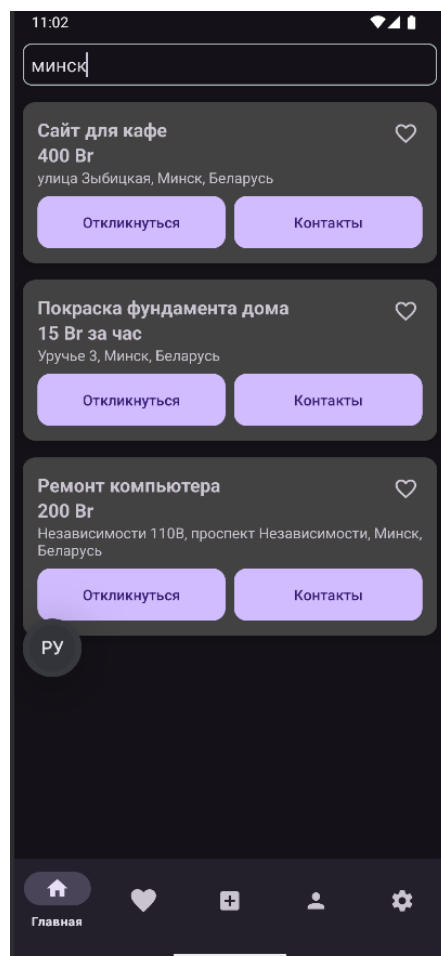 11:02
минск
Сайт для кафе
400 Br
улица Зыбицкая, Минск, Беларусь
Откликнуться Контакты
Покраска фундамента дома
15 Br за час
Уручье 3, Минск, Беларусь
Откликнуться Контакты
Ремонт компьютера
200 Br
Независимости 110В, проспект Независимости, Минск,
Беларусь
Откликнуться Контакты
РУ
Главная